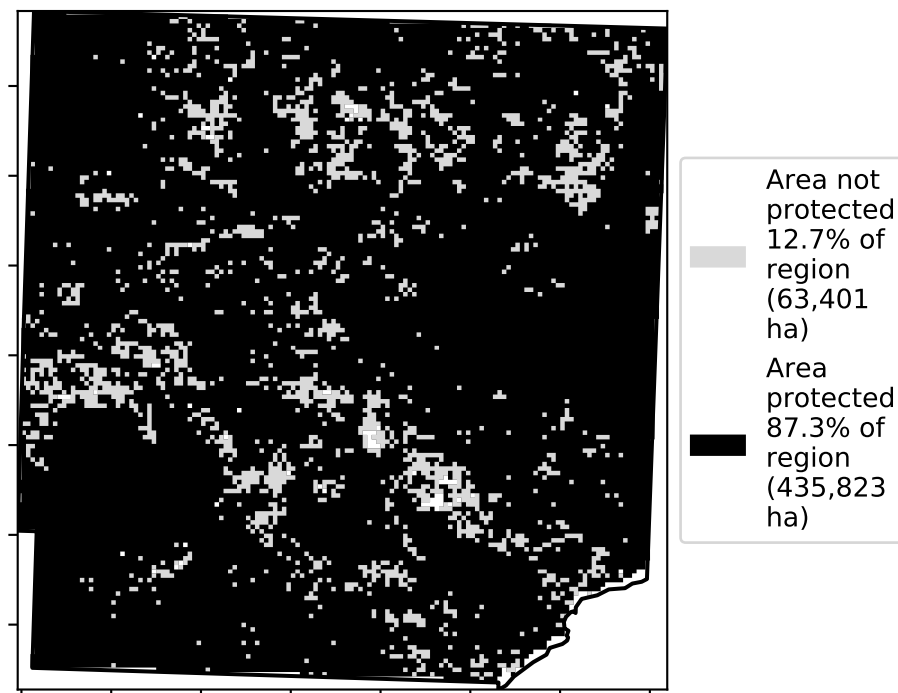 Area not
protected
12.7% of
region
(63,401
ha)
Area
protected
87.3% of
region
(435,823
ha)